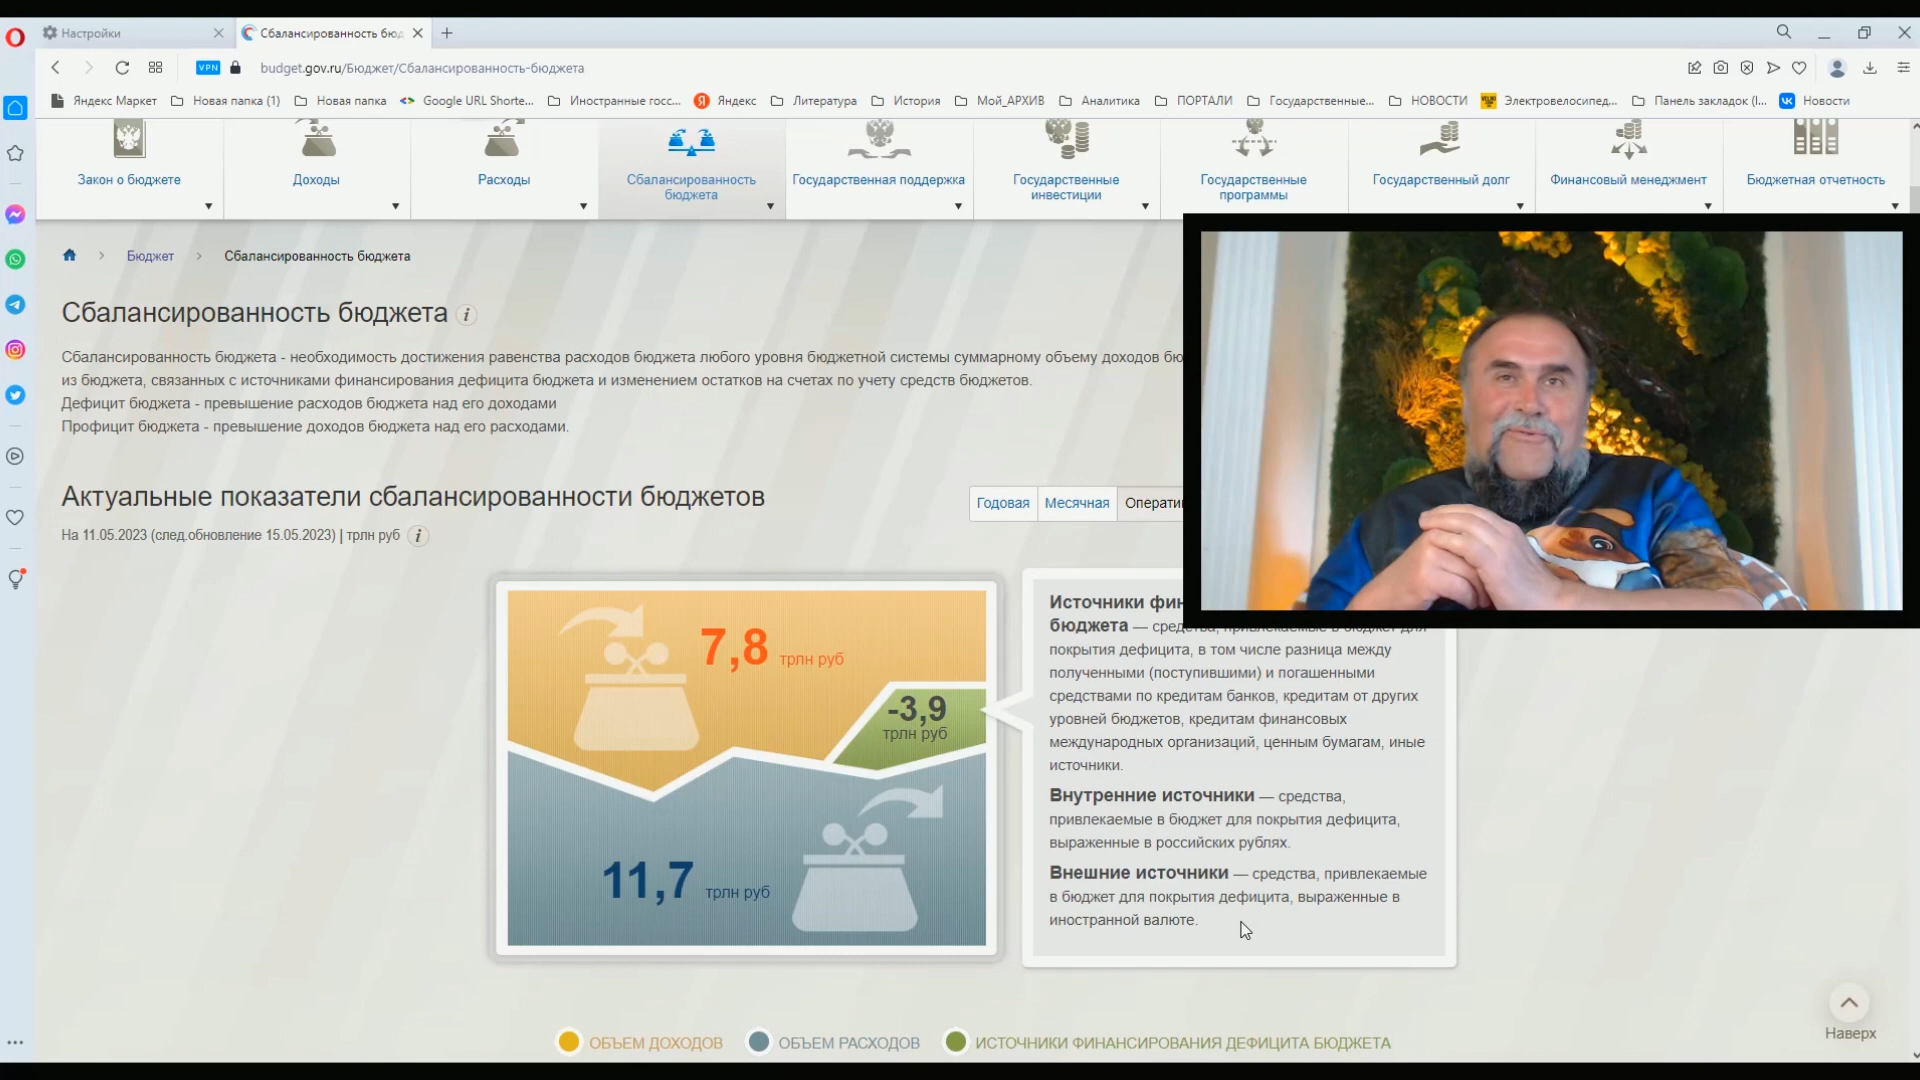 Настройки
Сбалансированность бюд
VPN
budget.gov.ru/Бюджет/Сбалансированность-бюджета
Яндекс Маркет
Новая папка (1)
Новая папка
Google URL Shorte...
Иностранные госс...
Яндекс
Литература
История
Мой_АРХИВ
Аналитика
ПОРТАЛИ
Государственные...
НОВОСТИ
Электровелосипед...
Панель закладок (I...
Новости
Закон о бюджете
Доходы
Расходы
Сбалансированность
бюджета
Государственная поддержка
Государственные
инвестиции
Государственные
программы
Государственный долг
Финансовый менеджмент
Бюджетная отчетность
Бюджет
Сбалансированность бюджета
Сбалансированность бюджета
Сбалансированность бюджета - необходимость достижения равенства расходов бюджета любого уровня бюджетной системы суммарному объему доходов бю
из бюджета, связанных с источниками финансирования дефицита бюджета и изменением остатков на счетах по учету средств бюджетов.
Дефицит бюджета - превышение расходов бюджета над его доходами
Профицит бюджета - превышение доходов бюджета над его расходами.
Актуальные показатели сбалансированности бюджетов
Годовая
Месячная
Операти
На 11.05.2023 (след.обновление 15.05.2023) | трлн руб
7,8 трлн руб
-3,9
трлн руб
11,7 трлн руб
Источники фин
бюджета — средства, привлекаемые в бюджет для
покрытия дефицита, в том числе разница между
полученными (поступившими) и погашенными
средствами по кредитам банков, кредитам от других
уровней бюджетов, кредитам финансовых
международных организаций, ценным бумагам, иные
источники.
Внутренние источники — средства,
привлекаемые в бюджет для покрытия дефицита,
выраженные в российских рублях.
Внешние источники — средства, привлекаемые
в бюджет для покрытия дефицита, выраженные в
иностранной валюте.
ОБЪЕМ ДОХОДОВ
ОБЪЕМ РАСХОДОВ
ИСТОЧНИКИ ФИНАНСИРОВАНИЯ ДЕФИЦИТА БЮДЖЕТА
Наверх